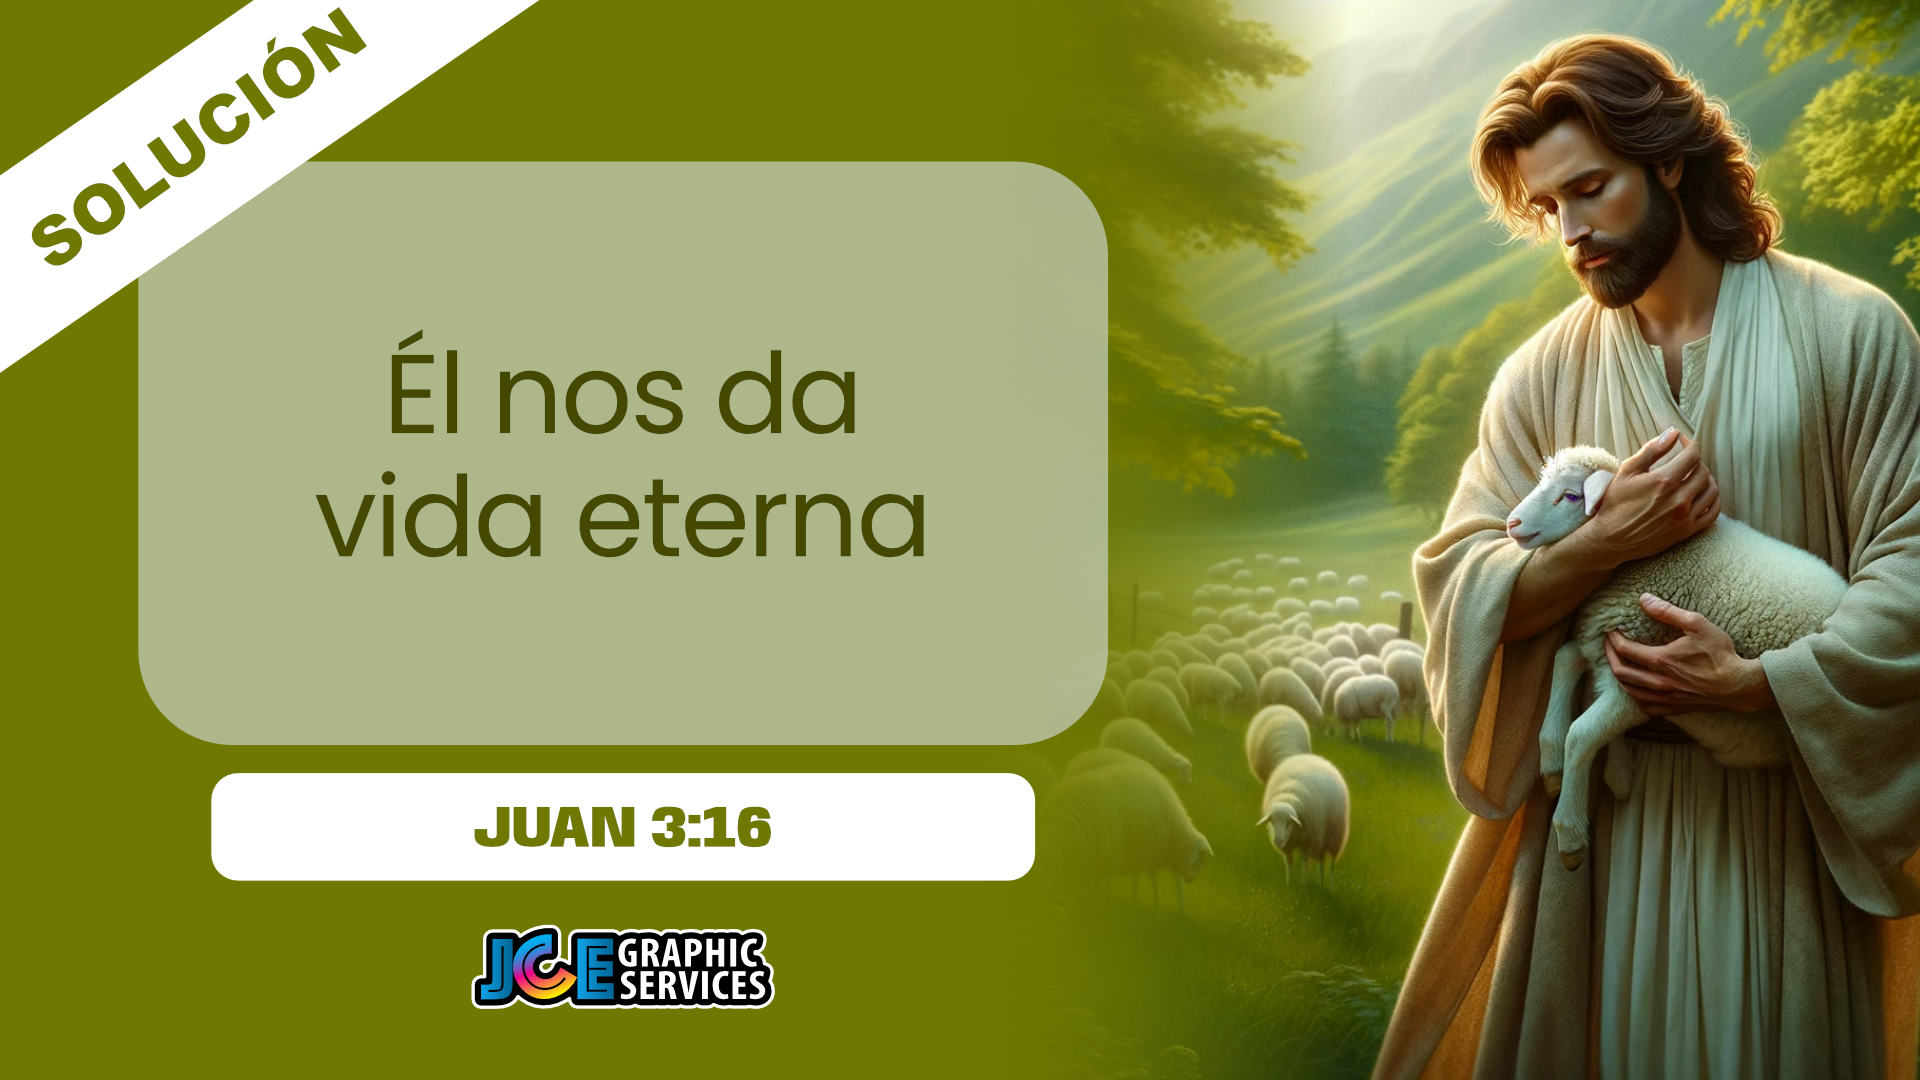 SOLUCIÓN
Él nos da
vida eterna
JUAN 3:16
JCE GRAPHIC
SERVICES